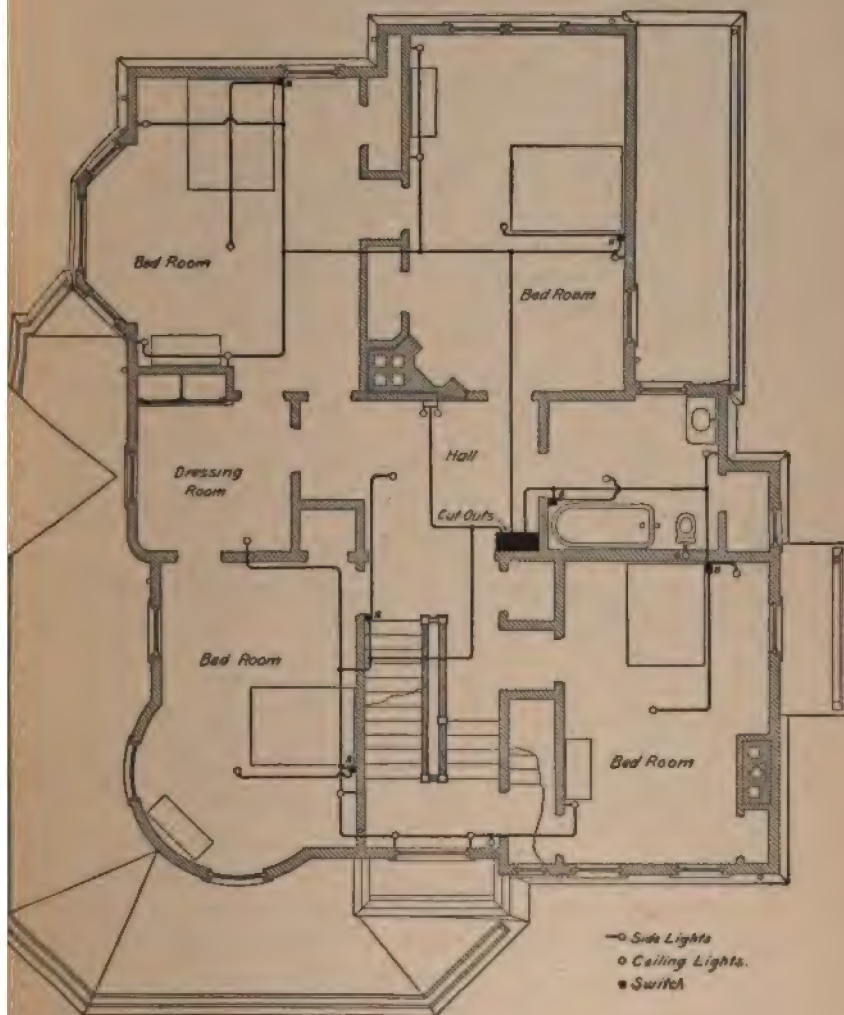 Bed Room
Bed Room
Hall
Dressing
Room
Cut Outs
S
S
S
S
S
S
S
Bed Room
Bed Room
Side Lights
Ceiling Lights.
Switch